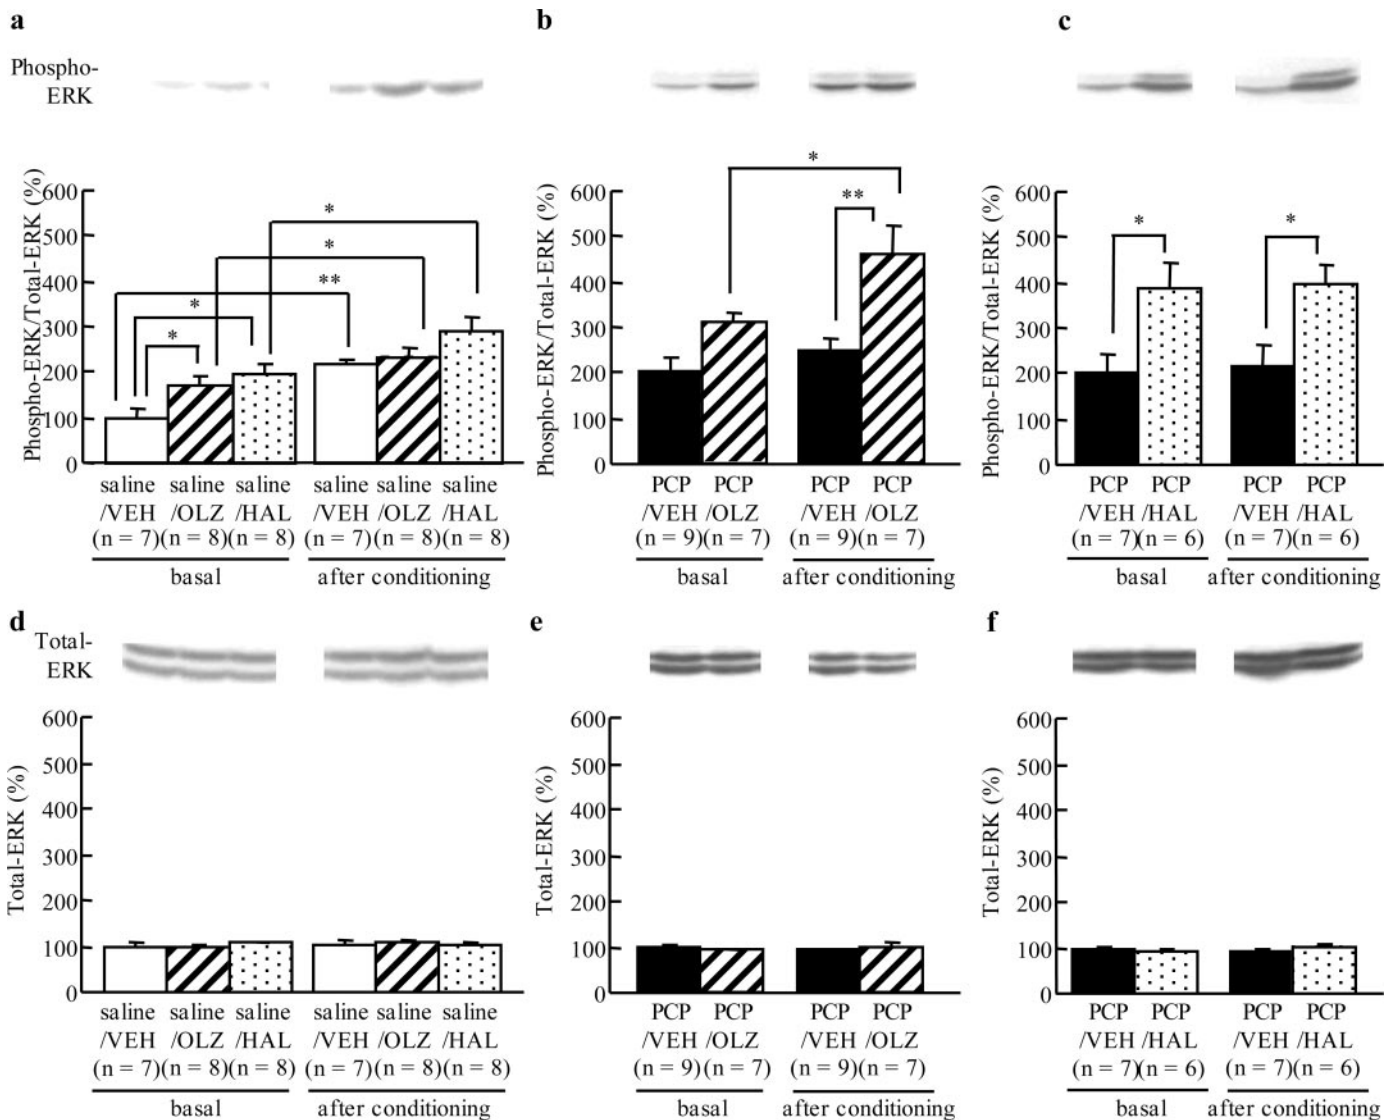 a
b
c
Phospho-
ERK
Phospho-ERK/Total-ERK (%)
600
500
400
300
200
100
0
*
*
**
*
*
saline saline saline saline saline saline
/VEH /OLZ /HAL /VEH /OLZ /HAL
(n = 7) (n = 8) (n = 8) (n = 7) (n = 8) (n = 8)
basal after conditioning
Phospho-ERK/Total-ERK (%)
600
500
400
300
200
100
0
*
**
PCP PCP PCP PCP
/VEH /OLZ /VEH /OLZ
(n = 9) (n = 7) (n = 9) (n = 7)
basal after conditioning
Phospho-ERK/Total-ERK (%)
600
500
400
300
200
100
0
* *
PCP PCP PCP PCP
/VEH /HAL /VEH /HAL
(n = 7) (n = 6) (n = 7) (n = 6)
basal after conditioning
d
e
f
Total-
ERK
Total-ERK (%)
600
500
400
300
200
100
0
saline saline saline saline saline saline
/VEH /OLZ /HAL /VEH /OLZ /HAL
(n = 7) (n = 8) (n = 8) (n = 7) (n = 8) (n = 8)
basal after conditioning
Total-ERK (%)
600
500
400
300
200
100
0
PCP PCP PCP PCP
/VEH /OLZ /VEH /OLZ
(n = 9) (n = 7) (n = 9) (n = 7)
basal after conditioning
Total-ERK (%)
600
500
400
300
200
100
0
PCP PCP PCP PCP
/VEH /HAL /VEH /HAL
(n = 7) (n = 6) (n = 7) (n = 6)
basal after conditioning